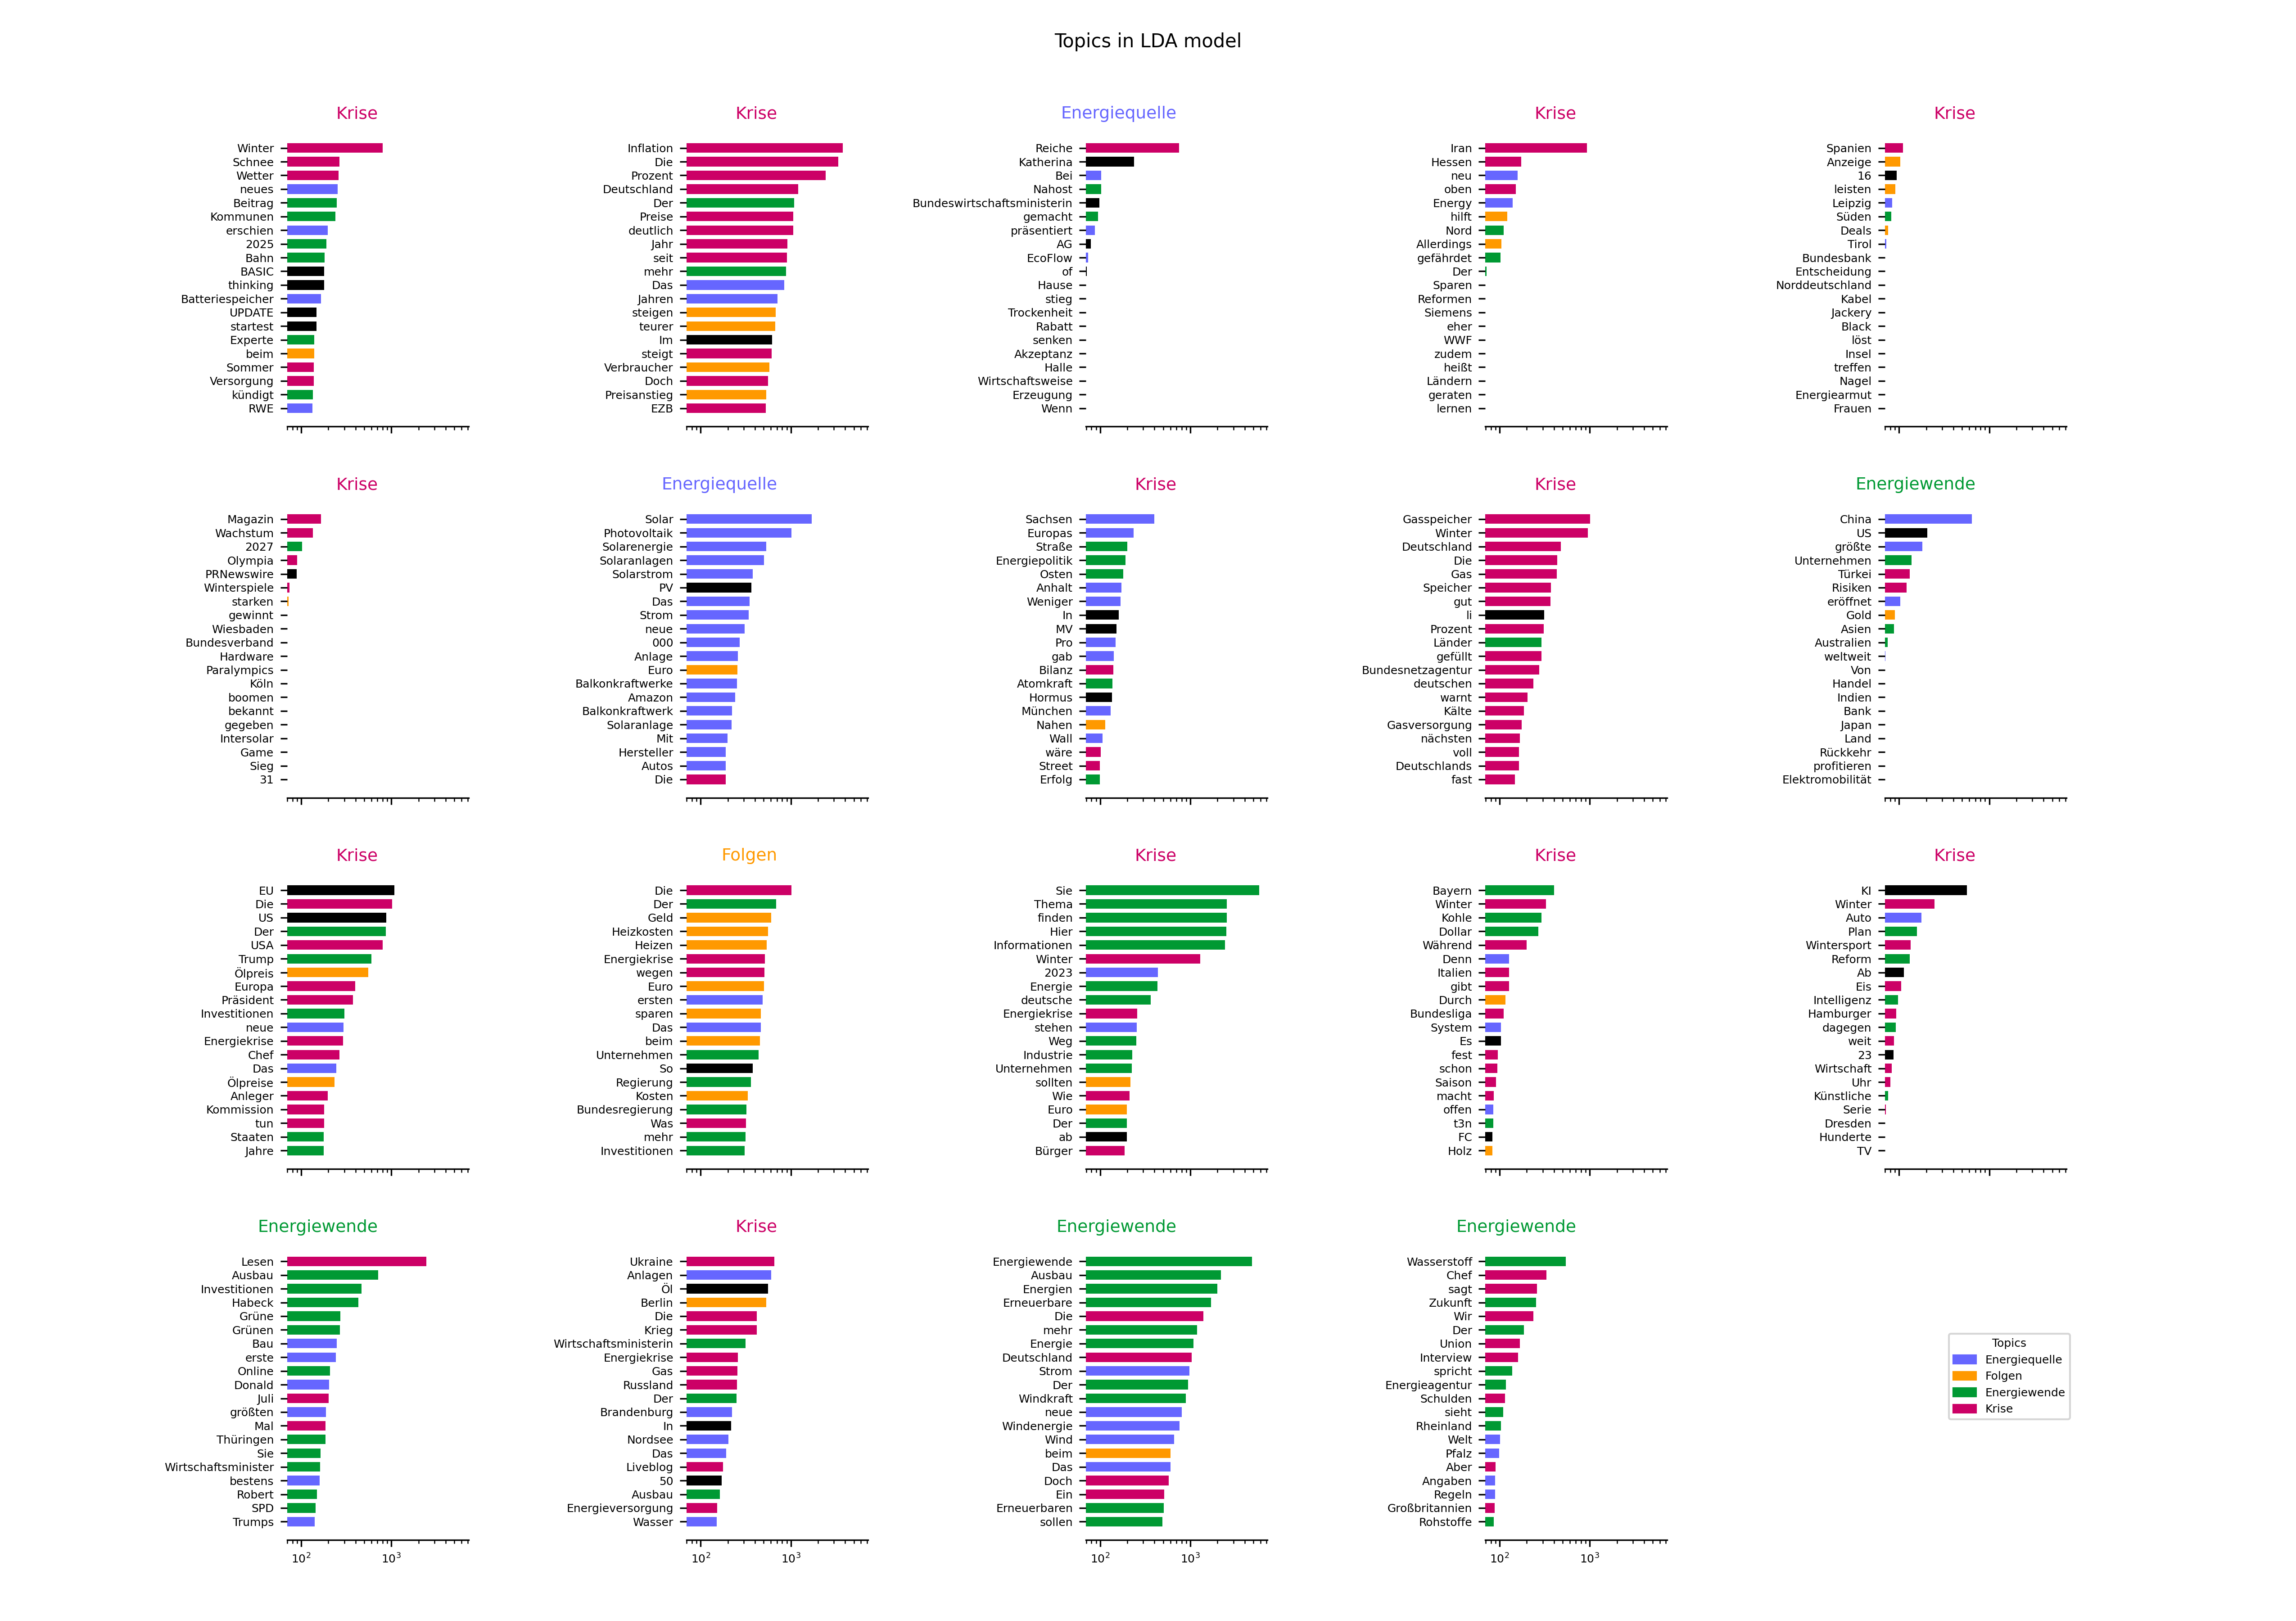 Topics in LDA model
Krise
Winter
Schnee
Wetter
neues
Beitrag
Kommunen
erschien
2025
Bahn
BASIC
thinking
Batteriespeicher
UPDATE
startest
Experte
beim
Sommer
Versorgung
kündigt
RWE
Krise
Inflation
Die
Prozent
Deutschland
Der
Preise
deutlich
Jahr
seit
mehr
Das
Jahren
steigen
teurer
Im
steigt
Verbraucher
Doch
Preisanstieg
EZB
Energiequelle
Reiche
Katherina
Bei
Nahost
Bundeswirtschaftsministerin
gemacht
präsentiert
AG
EcoFlow
of
Hause
stieg
Trockenheit
Rabatt
senken
Akzeptanz
Halle
Wirtschaftsweise
Erzeugung
Wenn
Krise
Iran
Hessen
neu
oben
Energy
hilft
Nord
Allerdings
gefährdet
Der
Sparen
Reformen
Siemens
eher
WWF
zudem
heißt
Ländern
geraten
lernen
Krise
Spanien
Anzeige
16
leisten
Leipzig
Süden
Deals
Tirol
Bundesbank
Entscheidung
Norddeutschland
Kabel
Jackery
Black
löst
Insel
treffen
Nagel
Energiearmut
Frauen
Krise
Magazin
Wachstum
2027
Olympia
PRNewswire
Winterspiele
starken
gewinnt
Wiesbaden
Bundesverband
Hardware
Paralympics
Köln
boomen
bekannt
gegeben
Intersolar
Game
Sieg
31
Energiequelle
Solar
Photovoltaik
Solarenergie
Solaranlagen
Solarstrom
PV
Das
Strom
neue
000
Anlage
Euro
Balkonkraftwerke
Amazon
Balkonkraftwerk
Solaranlage
Mit
Hersteller
Autos
Die
Krise
Sachsen
Europas
Straße
Energiepolitik
Osten
Anhalt
Weniger
In
MV
Pro
gab
Bilanz
Atomkraft
Hormus
München
Nahen
Wall
wäre
Street
Erfolg
Krise
Gasspeicher
Winter
Deutschland
Die
Gas
Speicher
gut
li
Prozent
Länder
gefüllt
Bundesnetzagentur
deutschen
warnt
Kälte
Gasversorgung
nächsten
voll
Deutschlands
fast
Energiewende
China
US
größte
Unternehmen
Türkei
Risiken
eröffnet
Gold
Asien
Australien
weltweit
Von
Handel
Indien
Bank
Japan
Land
Rückkehr
profitieren
Elektromobilität
Krise
EU
Die
US
Der
USA
Trump
Ölpreis
Europa
Präsident
Investitionen
neue
Energiekrise
Chef
Das
Ölpreise
Anleger
Kommission
tun
Staaten
Jahre
Folgen
Die
Der
Geld
Heizkosten
Heizen
Energiekrise
wegen
Euro
ersten
sparen
Das
beim
Unternehmen
So
Regierung
Kosten
Bundesregierung
Was
mehr
Investitionen
Krise
Sie
Thema
finden
Hier
Informationen
Winter
2023
Energie
deutsche
Energiekrise
stehen
Weg
Industrie
Unternehmen
sollten
Wie
Euro
Der
ab
Bürger
Krise
Bayern
Winter
Kohle
Dollar
Während
Denn
Italien
gibt
Durch
Bundesliga
System
Es
fest
schon
Saison
macht
offen
t3n
FC
Holz
Krise
KI
Winter
Auto
Plan
Wintersport
Reform
Ab
Eis
Intelligenz
Hamburger
dagegen
weit
23
Wirtschaft
Uhr
Künstliche
Serie
Dresden
Hunderte
TV
Energiewende
Lesen
Ausbau
Investitionen
Habeck
Grüne
Grünen
Bau
erste
Online
Donald
Juli
größten
Mal
Thüringen
Sie
Wirtschaftsminister
bestens
Robert
SPD
Trumps
10² 10³
Krise
Ukraine
Anlagen
Öl
Berlin
Die
Krieg
Wirtschaftsministerin
Energiekrise
Gas
Russland
Der
Brandenburg
In
Nordsee
Das
Liveblog
50
Ausbau
Energieversorgung
Wasser
10² 10³
Energiewende
Energiewende
Ausbau
Energien
Erneuerbare
Die
mehr
Energie
Deutschland
Strom
Der
Windkraft
neue
Windenergie
Wind
beim
Das
Doch
Ein
Erneuerbaren
sollen
10² 10³
Energiewende
Wasserstoff
Chef
sagt
Zukunft
Wir
Der
Union
Interview
spricht
Energieagentur
Schulden
sieht
Rheinland
Welt
Pfalz
Aber
Angaben
Regeln
Großbritannien
Rohstoffe
10² 10³
Topics
Energiequelle
Folgen
Energiewende
Krise